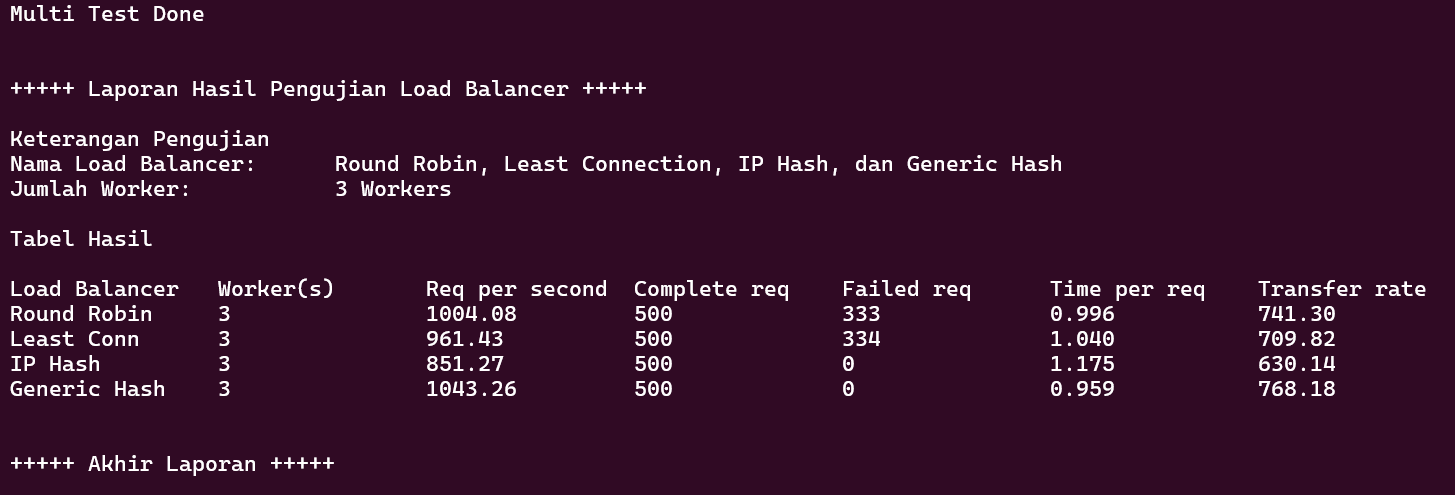 Multi Test Done
+++++ Laporan Hasil Pengujian Load Balancer +++++
Keterangan Pengujian
Nama Load Balancer:      Round Robin, Least Connection, IP Hash, dan Generic Hash
Jumlah Worker:           3 Workers
Tabel Hasil
Load Balancer   Worker(s)       Req per second  Complete req    Failed req      Time per req    Transfer rate
Round Robin     3               1004.08         500             333             0.996           741.30
Least Conn      3               961.43          500             334             1.040           709.82
IP Hash         3               851.27          500             0               1.175           630.14
Generic Hash    3               1043.26         500             0               0.959           768.18
+++++ Akhir Laporan +++++